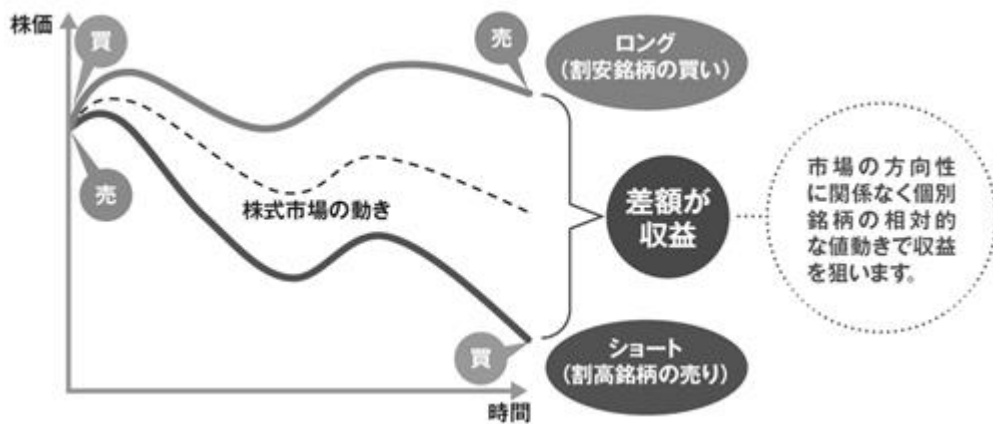 株価
買
売
ロング
(割安銘柄の買い)
売
株式市場の動き
差額が
収益
市場の方向性
に関係なく個別
銘柄の相対的
な値動きで収益
を狙います。
買
ショート
(割高銘柄の売り)
時間